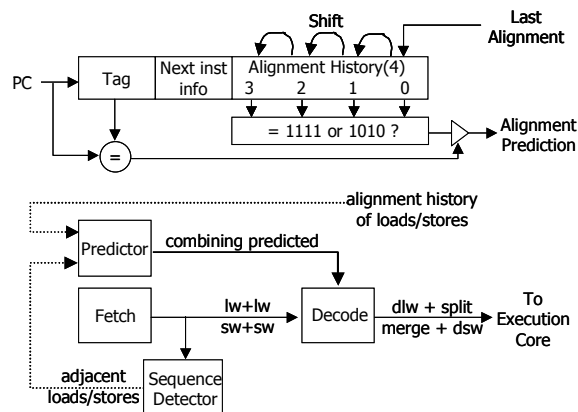 Shift
Last
Alignment
PC
Tag
Next inst
info
Alignment History(4)
3 2 1 0
= 1111 or 1010 ?
Alignment
Prediction
=
alignment history
of loads/stores
Predictor
combining predicted
Fetch
lw+lw
sw+sw
Decode
dlw + split
merge + dsw
To
Execution
Core
adjacent
loads/stores
Sequence
Detector